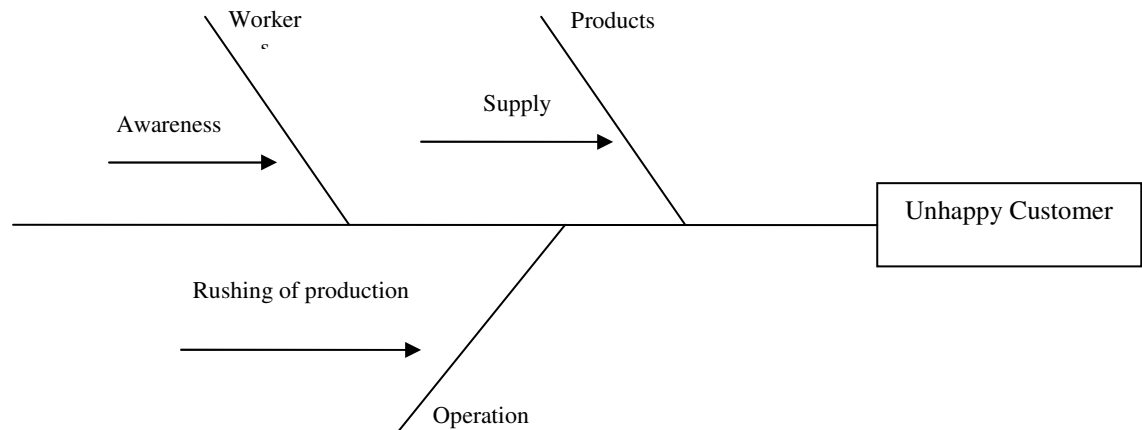 Worker
s
Products
Awareness
Supply
Unhappy Customer
Rushing of production
Operation